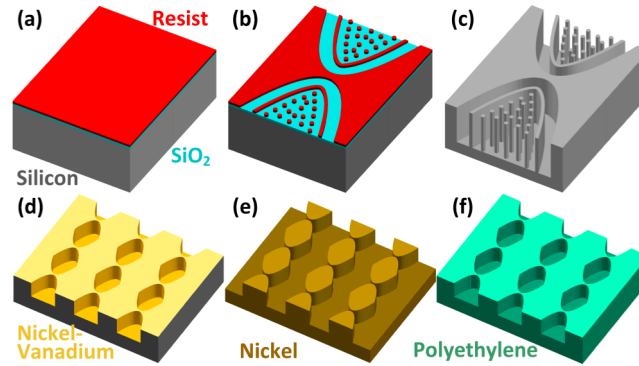 (a)
Resist
(b)
(c)
SiO₂
Silicon
(d)
(e)
(f)
Nickel-
Vanadium
Nickel
Polyethylene